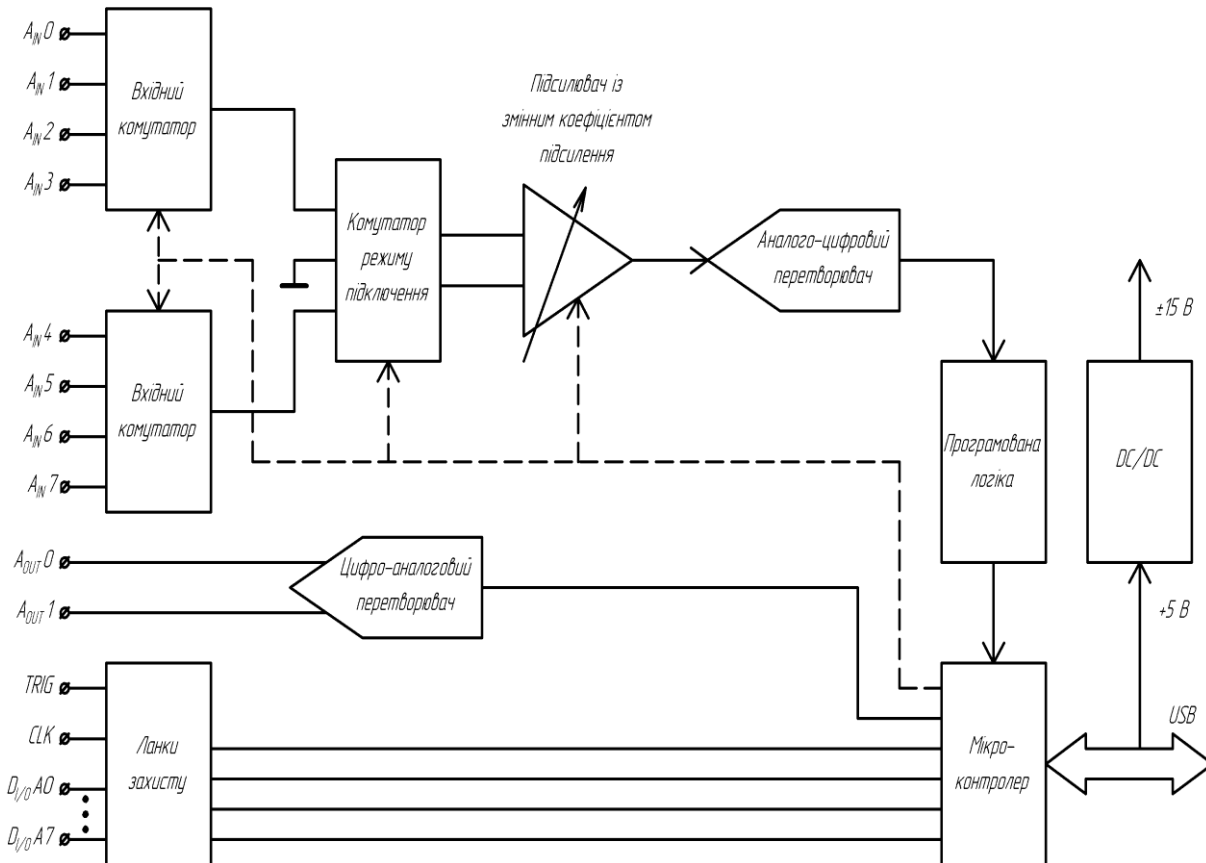 A_IN 0
A_IN 1
A_IN 2
A_IN 3
Вхідний
комутатор
Підсилювач із
змінним коефіцієнтом
підсилення
Комутатор
режиму
підключення
Аналого-цифровий
перетворювач
±15 В
A_IN 4
A_IN 5
A_IN 6
A_IN 7
Вхідний
комутатор
Програмована
логіка
DC/DC
A_OUT 0
A_OUT 1
Цифро-аналоговий
перетворювач
+5 В
TRIG
CLK
D_I/O A0
D_I/O A7
Ланки
захисту
Мікро-
контролер
USB